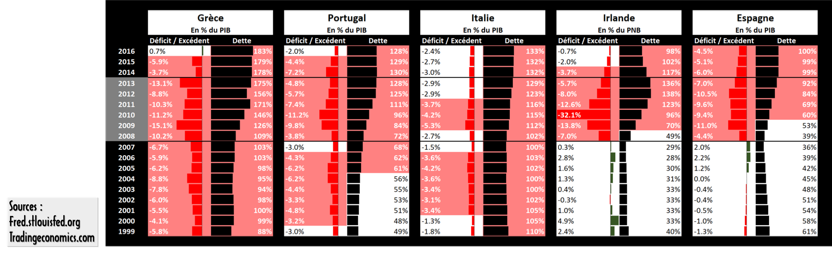 Grèce Portugal Italie Irlande Espagne
En % du PIB En % du PIB En % du PIB En % du PNB En % du PIB
Déficit / Excédent Dette Déficit / Excédent Dette Déficit / Excédent Dette Déficit / Excédent Dette Déficit / Excédent Dette
2016 0.7% 183% -2.0% 128% -2.4% 133% -0.7% 98% -4.5% 100%
2015 -5.9% 179% -4.4% 129% -2.7% 132% -2.0% 102% -5.1% 99%
2014 -3.7% 178% -7.2% 130% -3.0% 132% -3.7% 117% -6.0% 99%
2013 -13.1% 175% -4.8% 128% -2.9% 129% -5.7% 136% -7.0% 92%
2012 -8.8% 156% -5.7% 125% -2.9% 123% -8.0% 138% -10.5% 84%
2011 -10.3% 171% -7.4% 111% -3.7% 116% -12.6% 123% -9.6% 69%
2010 -11.2% 146% -11.2% 96% -4.2% 115% -32.1% 96% -9.4% 60%
2009 -15.1% 126% -9.8% 84% -5.3% 112% -13.8% 70% -11.0% 53%
2008 -10.2% 109% -3.8% 72% -2.7% 102% -7.0% 49% -4.4% 39%
2007 -6.7% 103% -3.0% 68% -1.5% 100% 0.3% 29% 2.0% 36%
2006 -5.9% 103% -4.3% 62% -3.6% 103% 2.8% 28% 2.2% 39%
2005 -6.2% 98% -6.2% 61% -4.2% 102% 1.6% 30% 1.2% 42%
2004 -8.8% 95% -6.2% 56% -3.6% 100% 1.3% 31% 0.0% 45%
2003 -7.8% 94% -4.4% 55% -3.4% 100% 0.4% 33% -0.4% 48%
2002 -6.0% 98% -3.3% 53% -3.1% 102% -0.3% 33% -0.4% 51%
2001 -5.5% 100% -4.8% 51% -3.4% 105% 1.0% 33% -0.5% 54%
2000 -4.1% 99% -3.2% 48% -1.3% 105% 4.9% 33% -1.0% 58%
1999 -5.8% 88% -3.0% 49% -1.8% 110% 2.4% 40% -1.3% 61%
Sources :
Fred.stlouisfed.org
Tradingeconomics.com